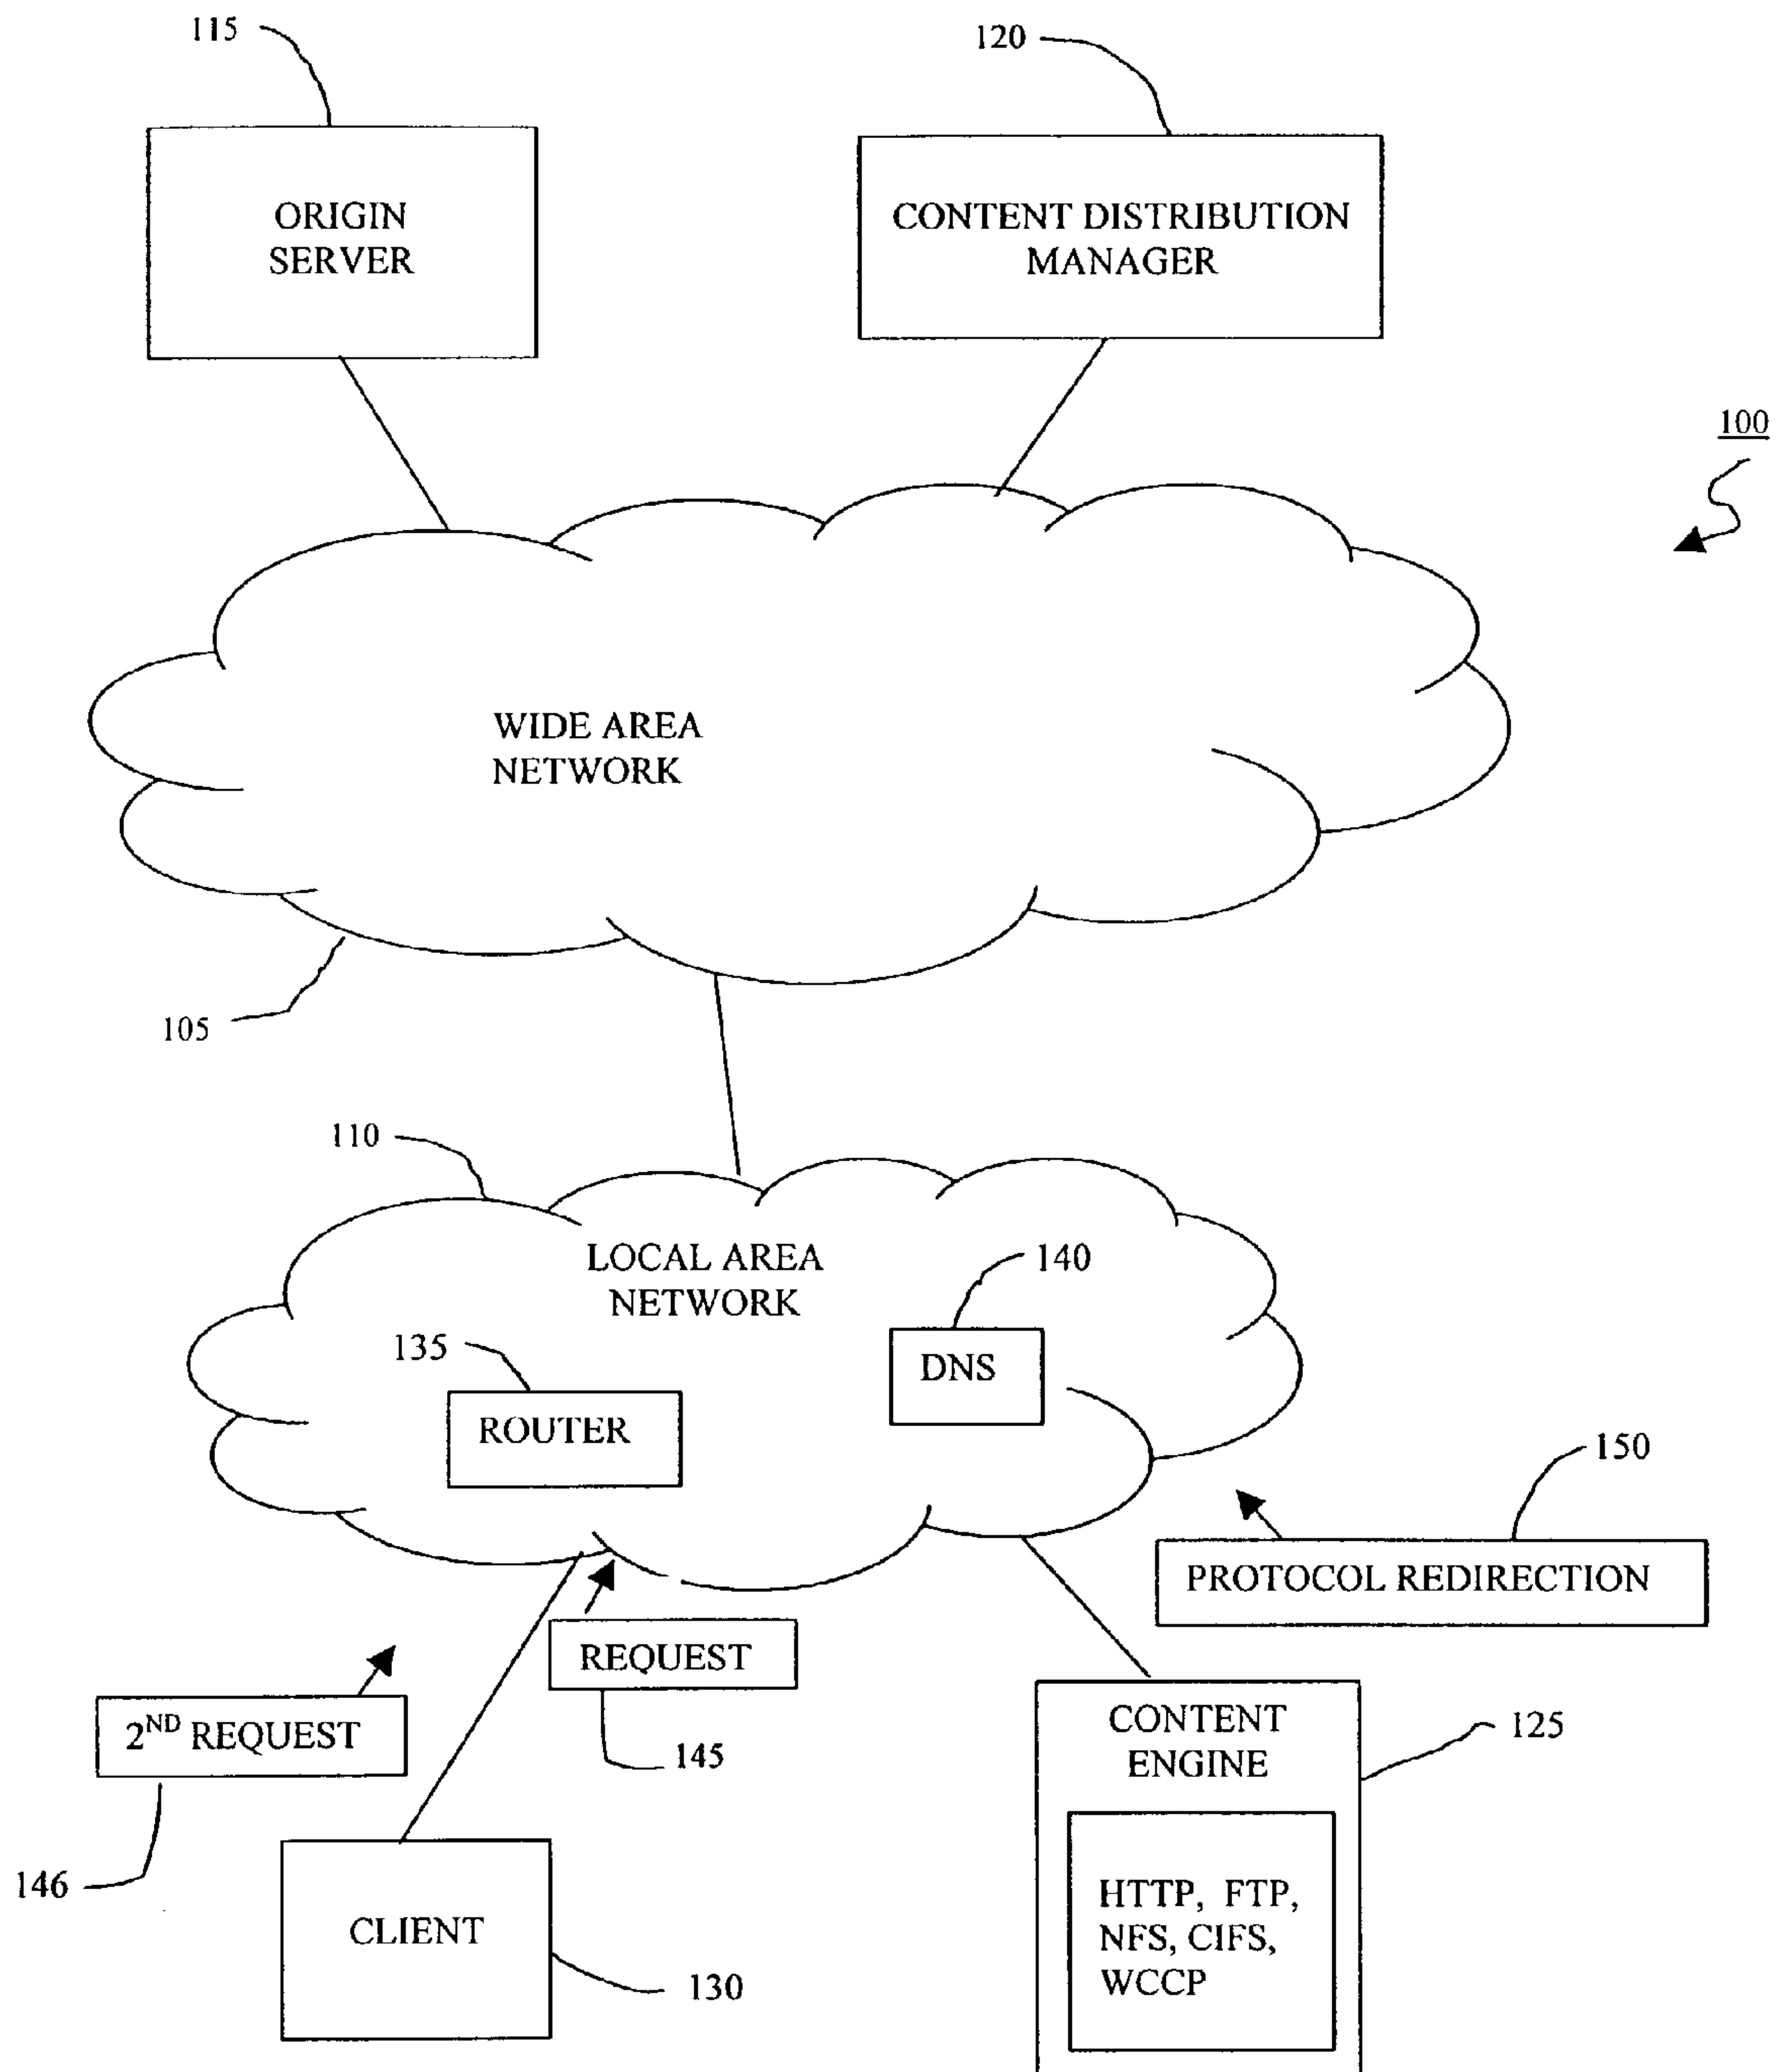 115
120
ORIGIN
SERVER
CONTENT DISTRIBUTION
MANAGER
100
WIDE AREA
NETWORK
105
110
LOCAL AREA
NETWORK
140
135
DNS
ROUTER
150
PROTOCOL REDIRECTION
REQUEST
2ND REQUEST
145
CONTENT
ENGINE
125
146
CLIENT
HTTP, FTP,
NFS, CIFS,
WCCP
130